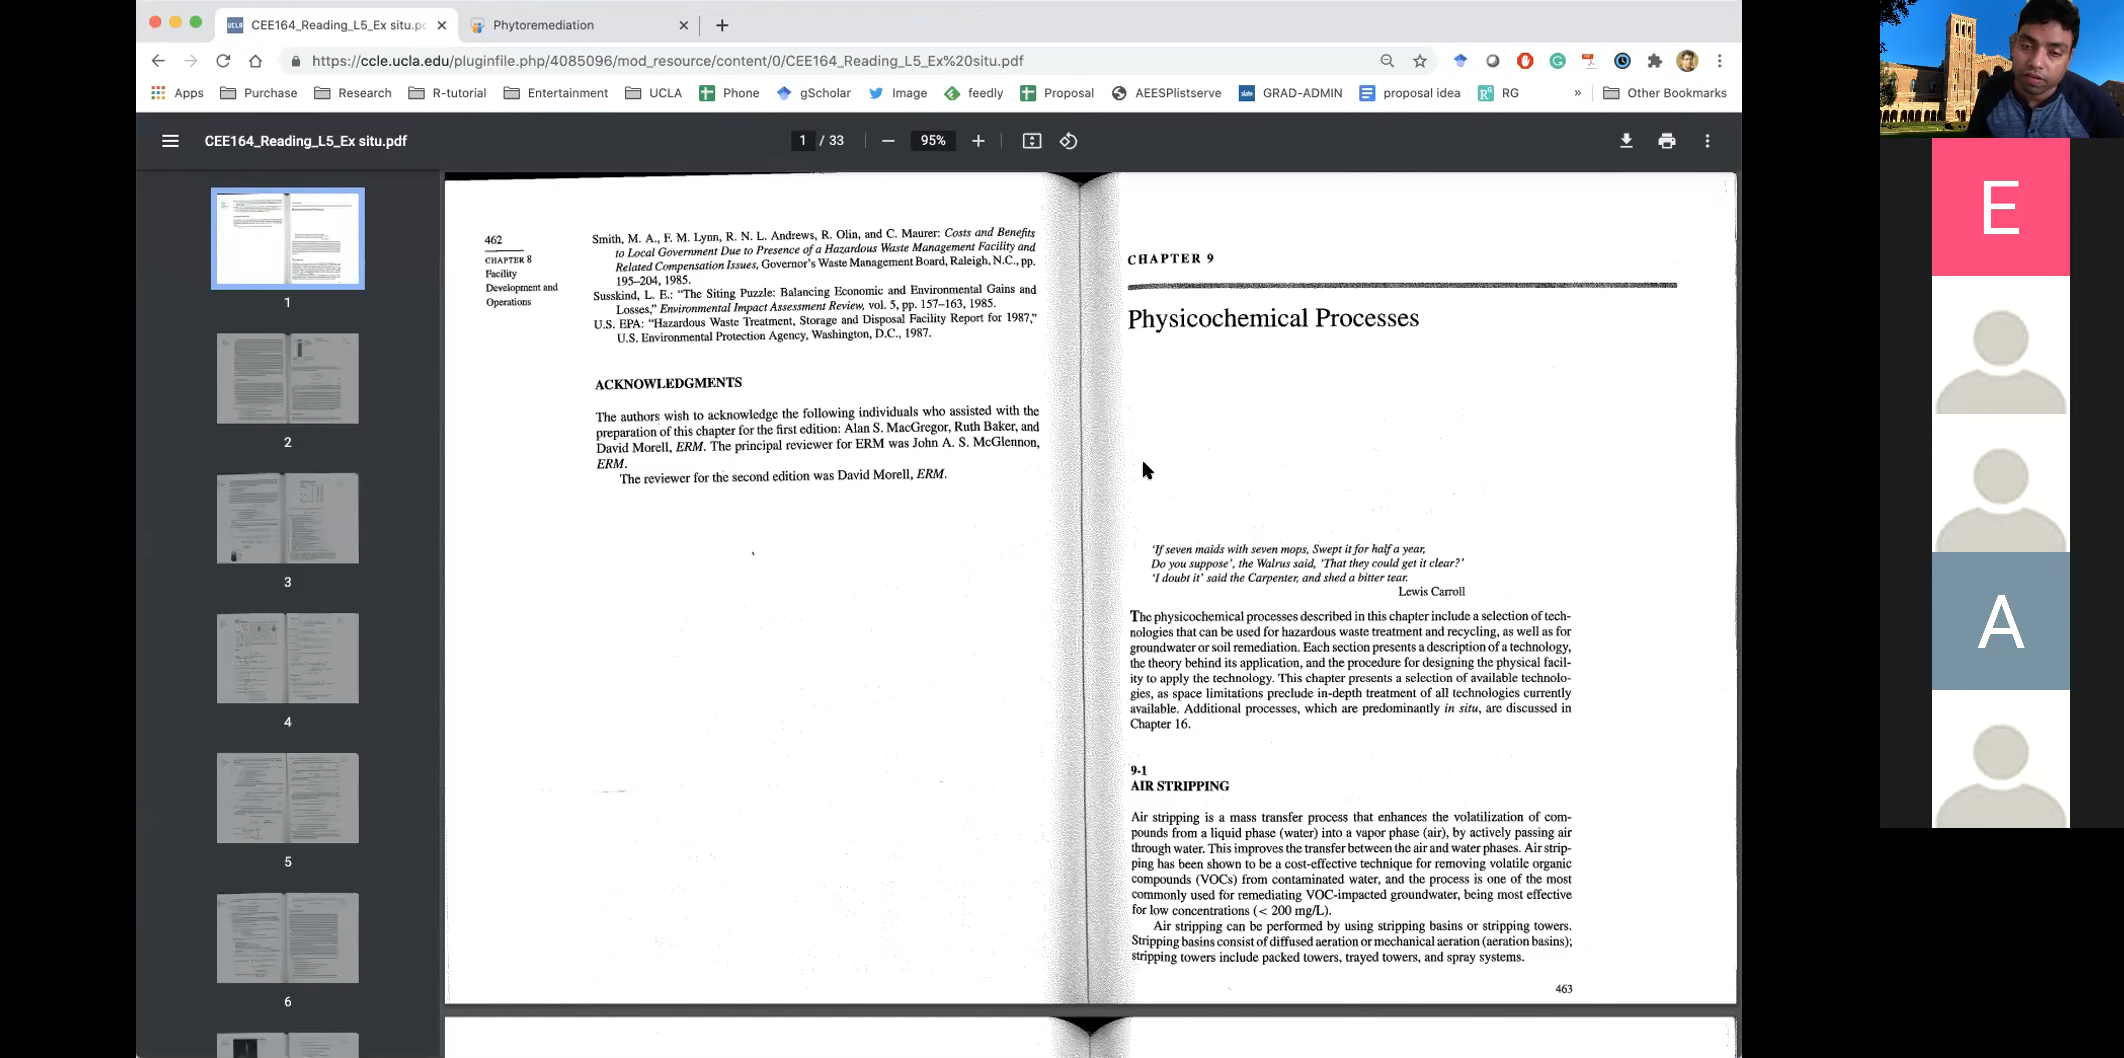 CEE164_Reading_L5_Ex situ.pc
Phytoremediation
https://ccle.ucla.edu/pluginfile.php/4085096/mod_resource/content/0/CEE164_Reading_L5_Ex%20situ.pdf
Apps Purchase Research R-tutorial Entertainment UCLA Phone gScholar Image feedly Proposal AEESPlistserve GRAD-ADMIN proposal idea RG » Other Bookmarks
CEE164_Reading_L5_Ex situ.pdf
1 / 33
95%
1
2
3
4
5
6
462
CHAPTER 8
Facility
Development and
Operations
Smith, M. A., F. M. Lynn, R. N. L. Andrews, R. Olin, and C. Maurer: Costs and Benefits
to Local Government Due to Presence of a Hazardous Waste Management Facility and
Related Compensation Issues, Governor's Waste Management Board, Raleigh, N.C., pp.
195–204, 1985.
Susskind, L. E.: “The Siting Puzzle: Balancing Economic and Environmental Gains and
Losses,” Environmental Impact Assessment Review, vol. 5, pp. 157–163, 1985.
U.S. EPA: “Hazardous Waste Treatment, Storage and Disposal Facility Report for 1987,”
U.S. Environmental Protection Agency, Washington, D.C., 1987.
ACKNOWLEDGMENTS
The authors wish to acknowledge the following individuals who assisted with the
preparation of this chapter for the first edition: Alan S. MacGregor, Ruth Baker, and
David Morell, ERM. The principal reviewer for ERM was John A. S. McGlennon,
ERM.
The reviewer for the second edition was David Morell, ERM.
CHAPTER 9
Physicochemical Processes
‘If seven maids with seven mops, Swept it for half a year,
Do you suppose’, the Walrus said, ‘That they could get it clear?’
‘I doubt it’ said the Carpenter, and shed a bitter tear.
Lewis Carroll
The physicochemical processes described in this chapter include a selection of tech-
nologies that can be used for hazardous waste treatment and recycling, as well as for
groundwater or soil remediation. Each section presents a description of a technology,
the theory behind its application, and the procedure for designing the physical facil-
ity to apply the technology. This chapter presents a selection of available technolo-
gies, as space limitations preclude in-depth treatment of all technologies currently
available. Additional processes, which are predominantly in situ, are discussed in
Chapter 16.
9-1
AIR STRIPPING
Air stripping is a mass transfer process that enhances the volatilization of com-
pounds from a liquid phase (water) into a vapor phase (air), by actively passing air
through water. This improves the transfer between the air and water phases. Air strip-
ping has been shown to be a cost-effective technique for removing volatile organic
compounds (VOCs) from contaminated water, and the process is one of the most
commonly used for remediating VOC-impacted groundwater, being most effective
for low concentrations (< 200 mg/L).
Air stripping can be performed by using stripping basins or stripping towers.
Stripping basins consist of diffused aeration or mechanical aeration (aeration basins);
stripping towers include packed towers, trayed towers, and spray systems.
463
E
A